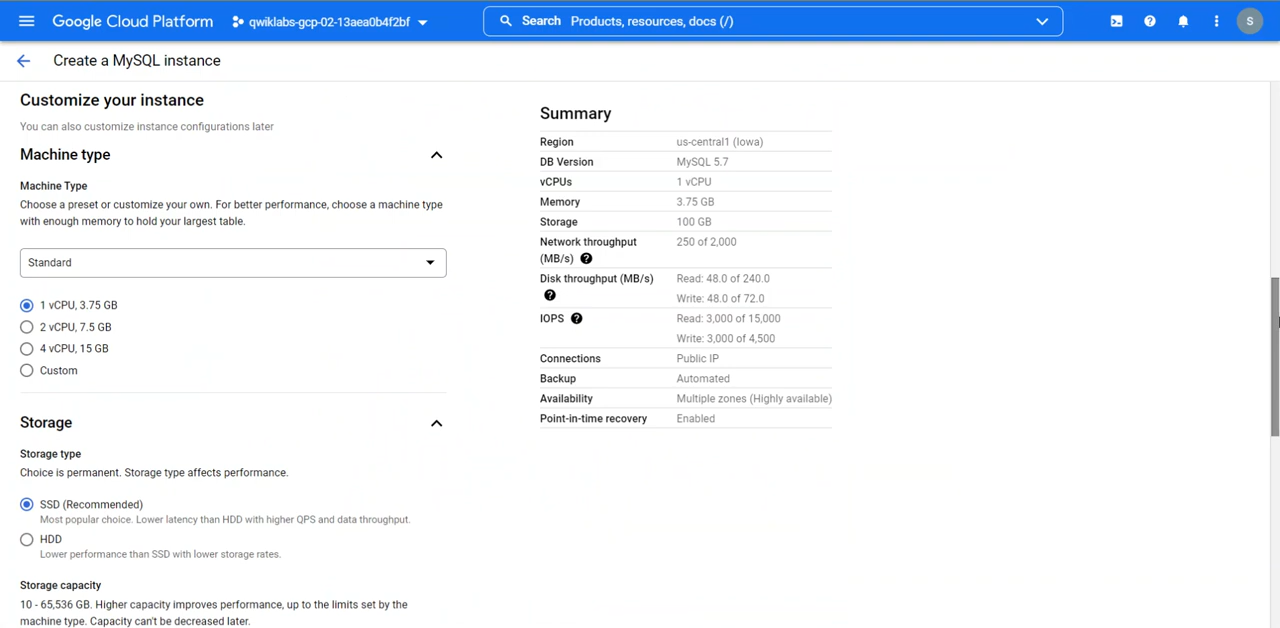 Google Cloud Platform
qwiklabs-gcp-02-13aea0b4f2bf
Search Products, resources, docs (/)
S
Create a MySQL instance
Customize your instance
You can also customize instance configurations later
Machine type
Machine Type
Choose a preset or customize your own. For better performance, choose a machine type
with enough memory to hold your largest table.
Standard
1 vCPU, 3.75 GB
2 vCPU, 7.5 GB
4 vCPU, 15 GB
Custom
Storage
Storage type
Choice is permanent. Storage type affects performance.
SSD (Recommended)
Most popular choice. Lower latency than HDD with higher QPS and data throughput.
HDD
Lower performance than SSD with lower storage rates.
Storage capacity
10 - 65,536 GB. Higher capacity improves performance, up to the limits set by the
machine type. Capacity can't be decreased later.
Summary
Region us-central1 (Iowa)
DB Version MySQL 5.7
vCPUs 1 vCPU
Memory 3.75 GB
Storage 100 GB
Network throughput 250 of 2,000
(MB/s)
Disk throughput (MB/s) Read: 48.0 of 240.0
Write: 48.0 of 72.0
IOPS Read: 3,000 of 15,000
Write: 3,000 of 4,500
Connections Public IP
Backup Automated
Availability Multiple zones (Highly available)
Point-in-time recovery Enabled